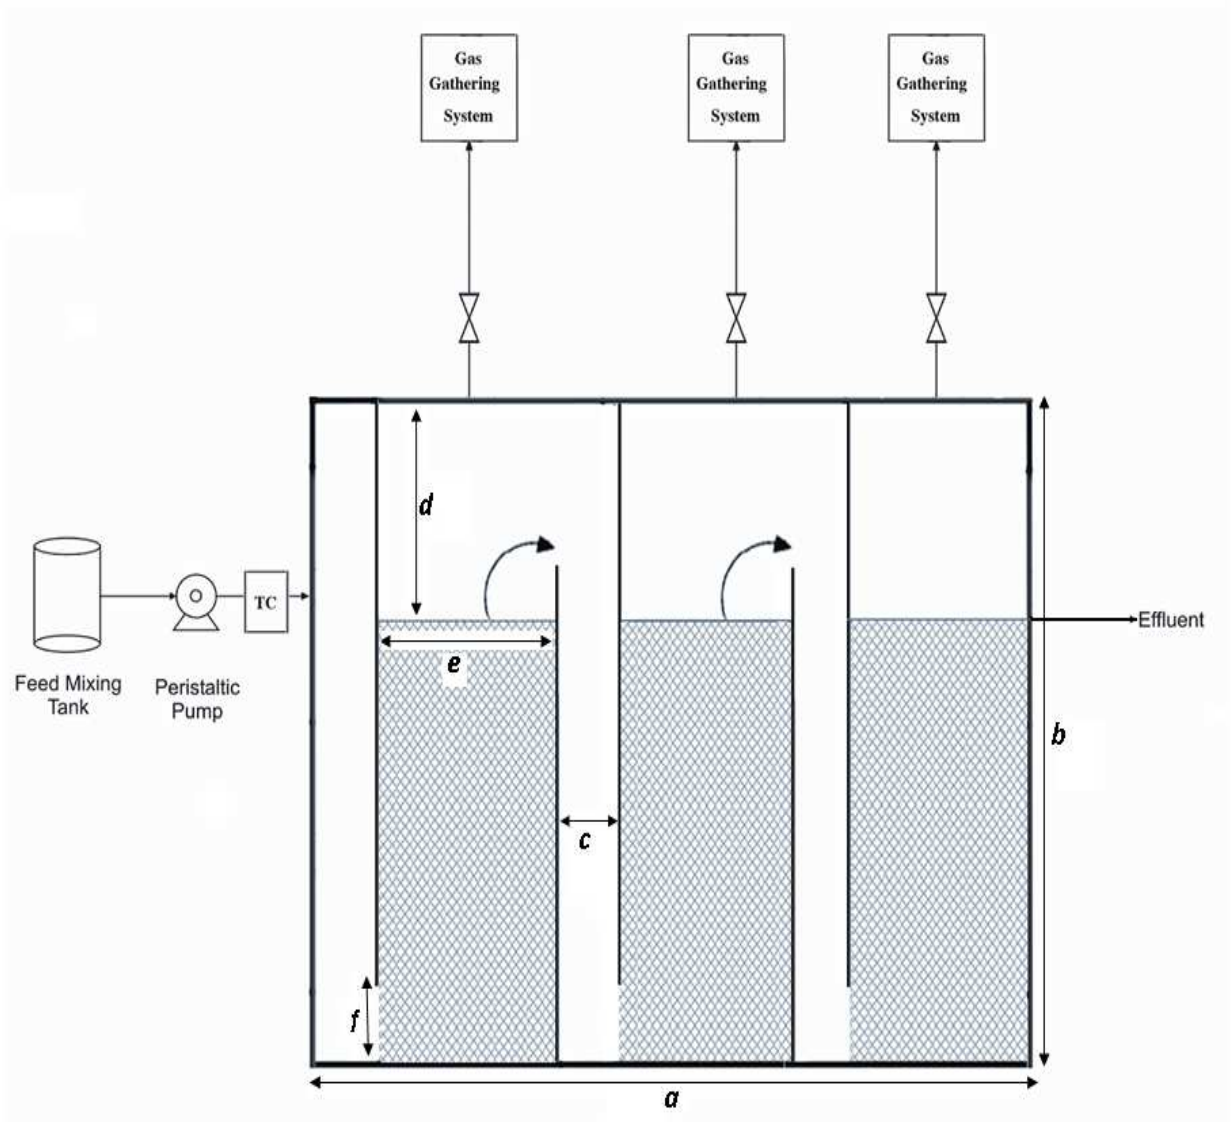 Gas
Gathering
System
Gas
Gathering
System
Gas
Gathering
System
d
TC
Effluent
e
Feed Mixing
Tank
Peristaltic
Pump
b
c
f
a